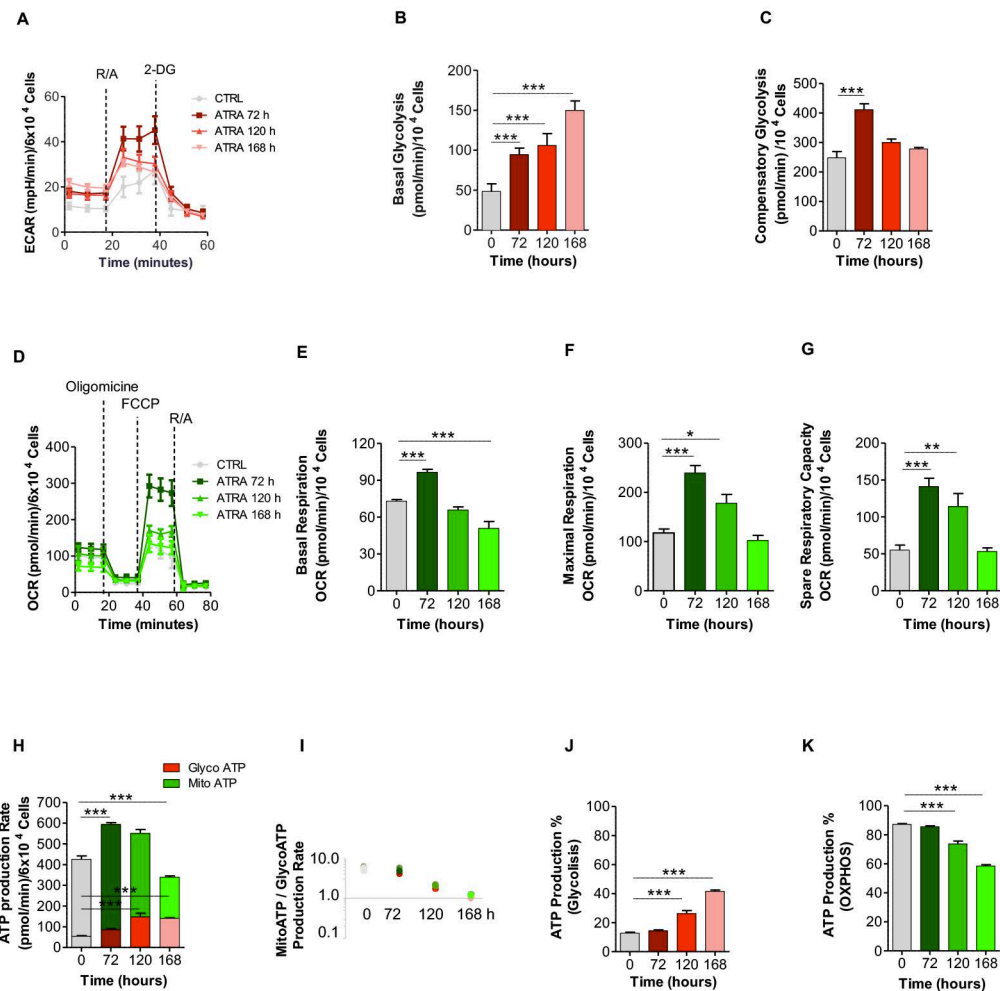 A
R/A
2-DG
CTRL
ATRA 72 h
ATRA 120 h
ATRA 168 h
ECAR (mpH/min)/6x10 4 Cells
60
40
20
0
0 20 40 60
Time (minutes)
B
Basal Glycolysis
(pmol/min)/10 4 Cells
200
150
100
50
0
***
***
***
0 72 120 168
Time (hours)
C
Compensatory Glycolysis
(pmol/min)/10 4 Cells
500
400
300
200
100
0
***
0 72 120 168
Time (hours)
D
Oligomicine
FCCP
R/A
CTRL
ATRA 72 h
ATRA 120 h
ATRA 168 h
OCR (pmol/min)/6x10 4 Cells
400
300
200
100
0
0 20 40 60 80
Time (minutes)
E
Basal Respiration
OCR (pmol/min)/10 4 Cells
120
90
60
30
0
***
***
0 72 120 168
Time (hours)
F
Maximal Respiration
OCR (pmol/min)/10 4 Cells
300
200
100
0
*
***
0 72 120 168
Time (hours)
G
Spare Respiratory Capacity
OCR (pmol/min)/10 4 Cells
200
150
100
50
0
**
***
0 72 120 168
Time (hours)
H
Glyco ATP
Mito ATP
ATP production Rate
(pmol/min)/6x10 4 Cells
700
600
500
400
300
200
100
0
***
***
***
***
0 72 120 168
Time (hours)
I
MitoATP / GlycoATP
Production Rate
10.0
1.0
0.1
0 72 120 168 h
J
ATP Production %
(Glycolisis)
100
80
60
40
20
0
***
***
0 72 120 168
Time (hours)
K
ATP Production %
(OXPHOS)
100
80
60
40
20
0
***
***
0 72 120 168
Time (hours)